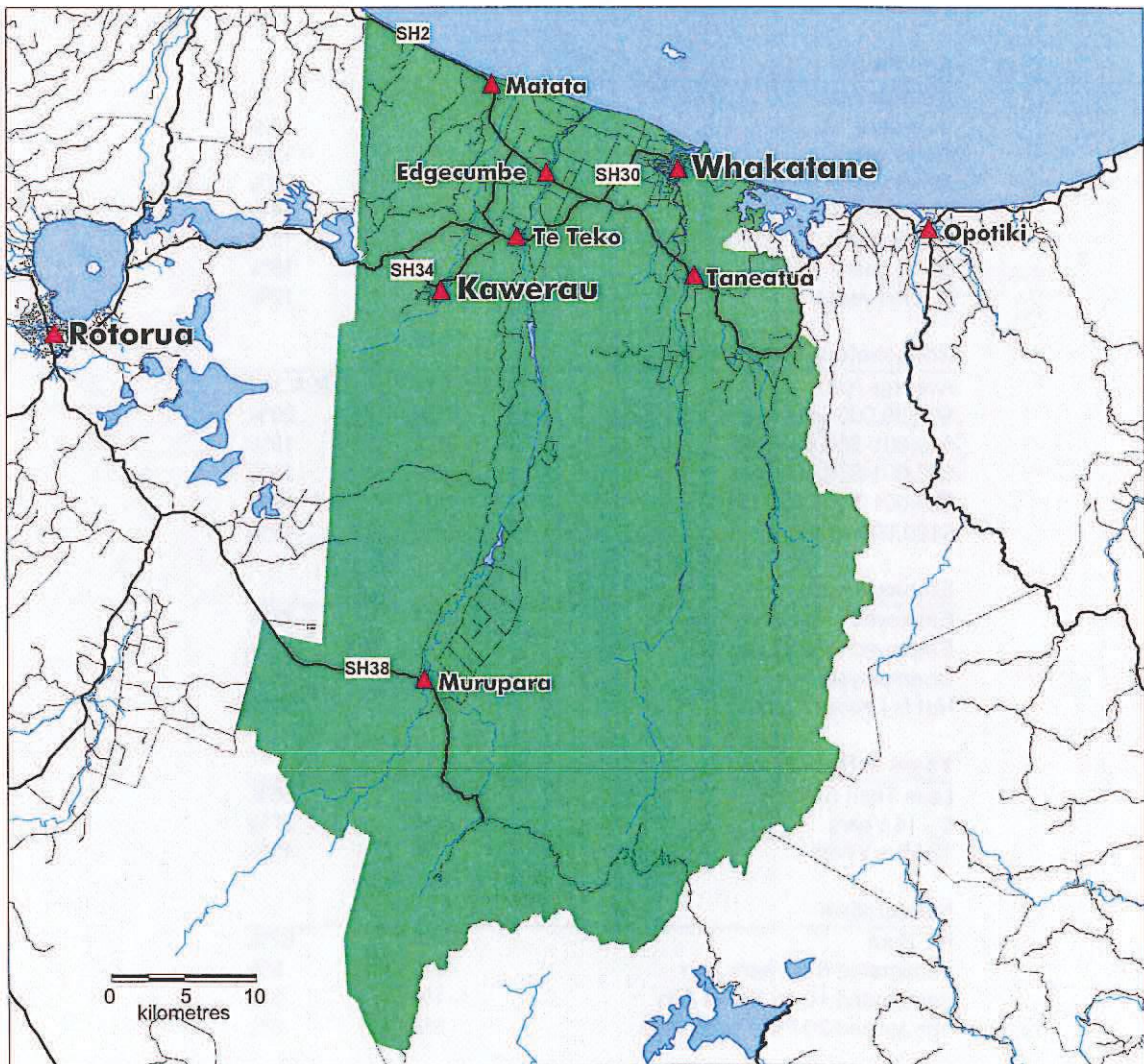 SH2
Matata
Edgecumbe
SH30
Whakatane
Te Teko
Opotiki
SH34
Kawerau
Taneatua
Rotorua
SH38
Murupara
0 5 10
kilometres